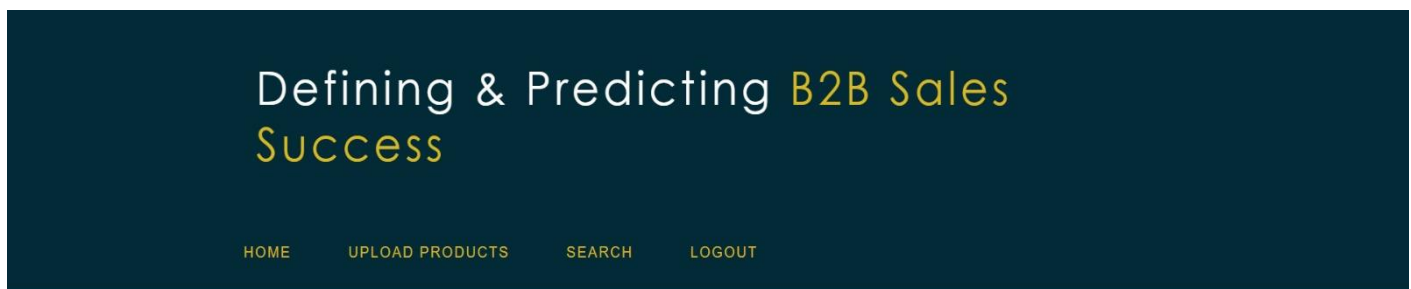 Defining & Predicting B2B Sales
Success
HOME UPLOAD PRODUCTS SEARCH LOGOUT